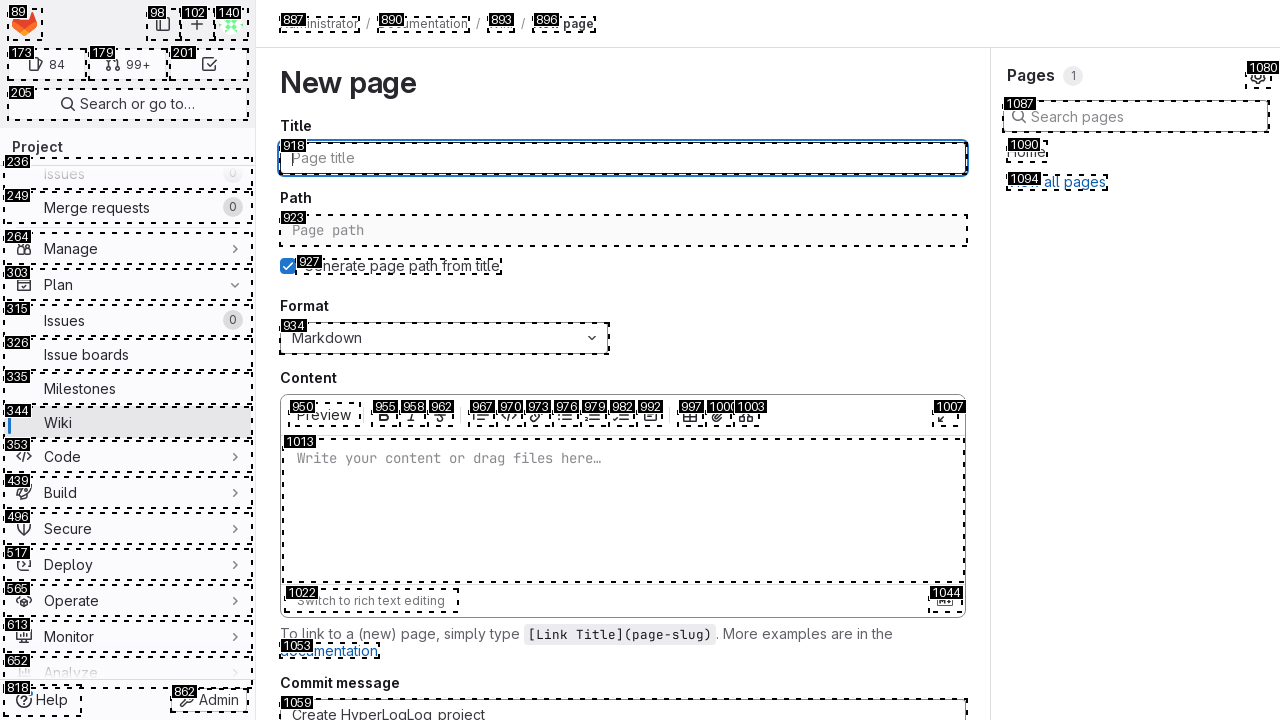 89
98
102
140
173
84
179
99+
201
205
Search or go to…
Project
236
Issues
0
249
Merge requests
0
264
Manage
303
Plan
315
Issues
0
326
Issue boards
335
Milestones
344
Wiki
353
Code
439
Build
496
Secure
517
Deploy
565
Operate
613
Monitor
652
Analyze
818
Help
862
Admin
887
Administrator
/
890
Documentation
/
893
/
896
New page
New page
Title
918
Page title
Path
923
Page path
927
Generate page path from title
Format
934
Markdown
Content
950
Preview
955
958
962
967
970
973
976
979
982
992
997
1000
1003
1007
1013
Write your content or drag files here…
1022
Switch to rich text editing
1044
To link to a (new) page, simply type [Link Title](page-slug). More examples are in the
1053
documentation
Commit message
1059
Create HyperLogLog_project
Pages
1
1080
1087
Search pages
1090
Home
1094
View all pages